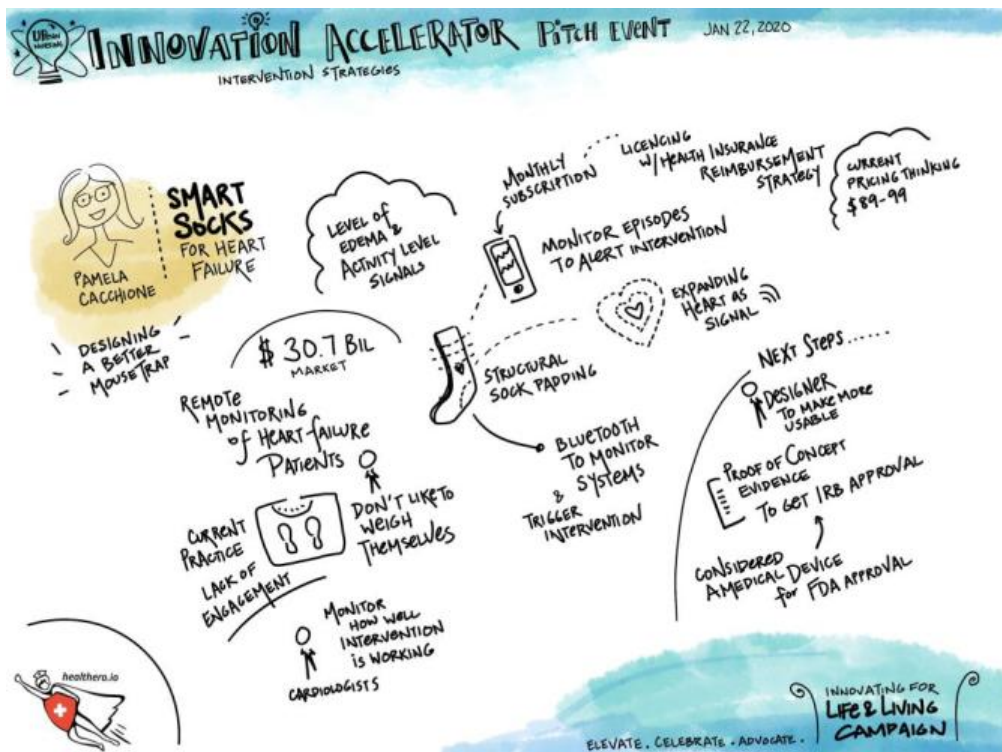 UPENN
NURSING
INNOVATION ACCELERATOR PITCH EVENT JAN 22, 2020
INTERVENTION STRATEGIES
PAMELA
CACCHIONE
SMART
SOCKS
FOR HEART
FAILURE
DESIGNING
A BETTER
MOUSETRAP
LEVEL of
EDEMA &
ACTIVITY LEVEL
SIGNALS
$ 30.7 BIL
MARKET
REMOTE
MONITORING
of HEART-failure
PATIENTS
CURRENT
PRACTICE
LACK OF
ENGAGEMENT
DON'T LIKE TO
WEIGH
THEMSELVES
MONITOR
HOW WELL
INTERVENTION
is WORKING
CARDIOLOGISTS
MONTHLY
SUBSCRIPTION
LICENCING
W/HEALTH INSURANCE
REIMBURSEMENT
STRATEGY
CURRENT
PRICING THINKING
$89-99
MONITOR EPISODES
TO ALERT INTERVENTION
EXPANDING
HEART AS
SIGNAL
STRUCTURAL
SOCK PADDING
BLUETOOTH
TO MONITOR
SYSTEMS
&
TRIGGER
INTERVENTION
NEXT STEPS .....
DESIGNER
TO MAKE MORE
USABLE
PROOF OF CONCEPT
EVIDENCE
TO GET IRB APPROVAL
CONSIDERED
A MEDICAL DEVICE
for FDA APPROVAL
healthero.io
INNOVATING FOR
LIFE & LIVING
CAMPAIGN
ELEVATE. CELEBRATE. ADVOCATE.